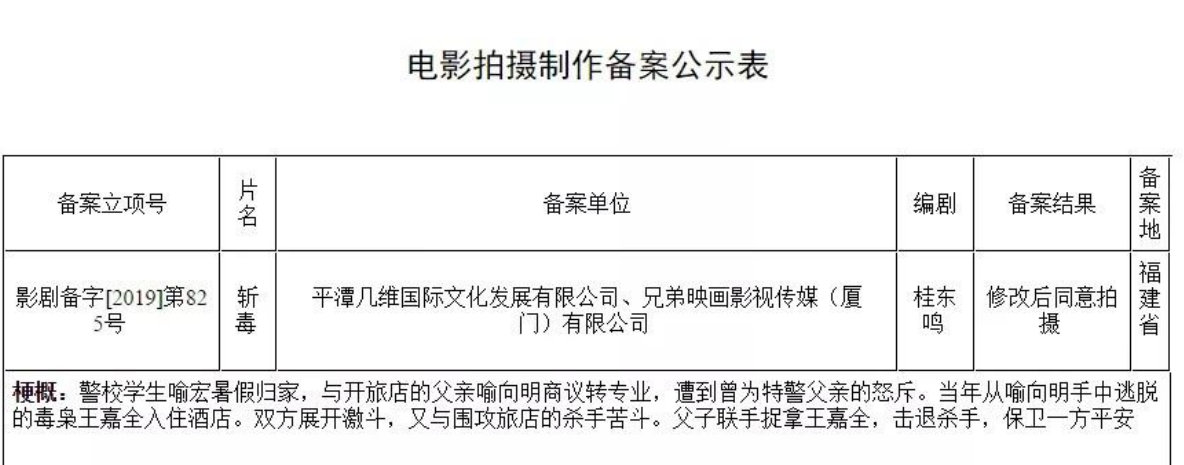 电影拍摄制作备案公示表
备案立项号
片名
备案单位
编剧
备案结果
备案地
影剧备字[2019]第82
5号
斩毒
平潭几维国际文化发展有限公司、兄弟映画影视传媒（厦
门）有限公司
桂东
鸣
修改后同意拍
摄
福建省
梗概：警校学生喻宏暑假归家，与开旅店的父亲喻向明商议转专业，遭到曾为特警父亲的怒斥。当年从喻向明手中逃脱
的毒枭王嘉全入住酒店。双方展开激斗，又与围攻旅店的杀手苦斗。父子联手捉拿王嘉全，击退杀手，保卫一方平安